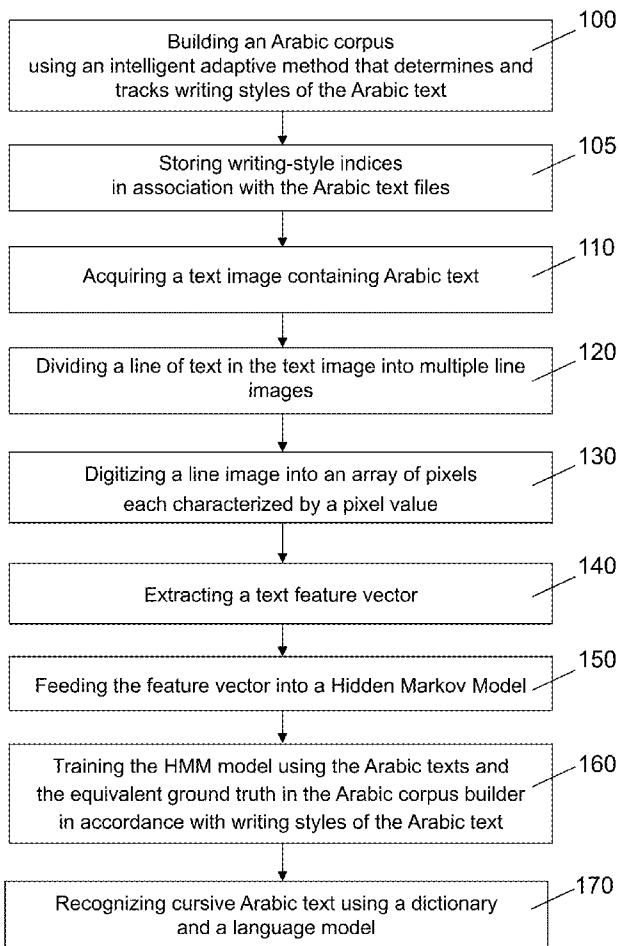 100
Building an Arabic corpus
using an intelligent adaptive method that determines and
tracks writing styles of the Arabic text
105
Storing writing-style indices
in association with the Arabic text files
110
Acquiring a text image containing Arabic text
120
Dividing a line of text in the text image into multiple line
images
130
Digitizing a line image into an array of pixels
each characterized by a pixel value
140
Extracting a text feature vector
150
Feeding the feature vector into a Hidden Markov Model
160
Training the HMM model using the Arabic texts and
the equivalent ground truth in the Arabic corpus builder
in accordance with writing styles of the Arabic text
170
Recognizing cursive Arabic text using a dictionary
and a language model